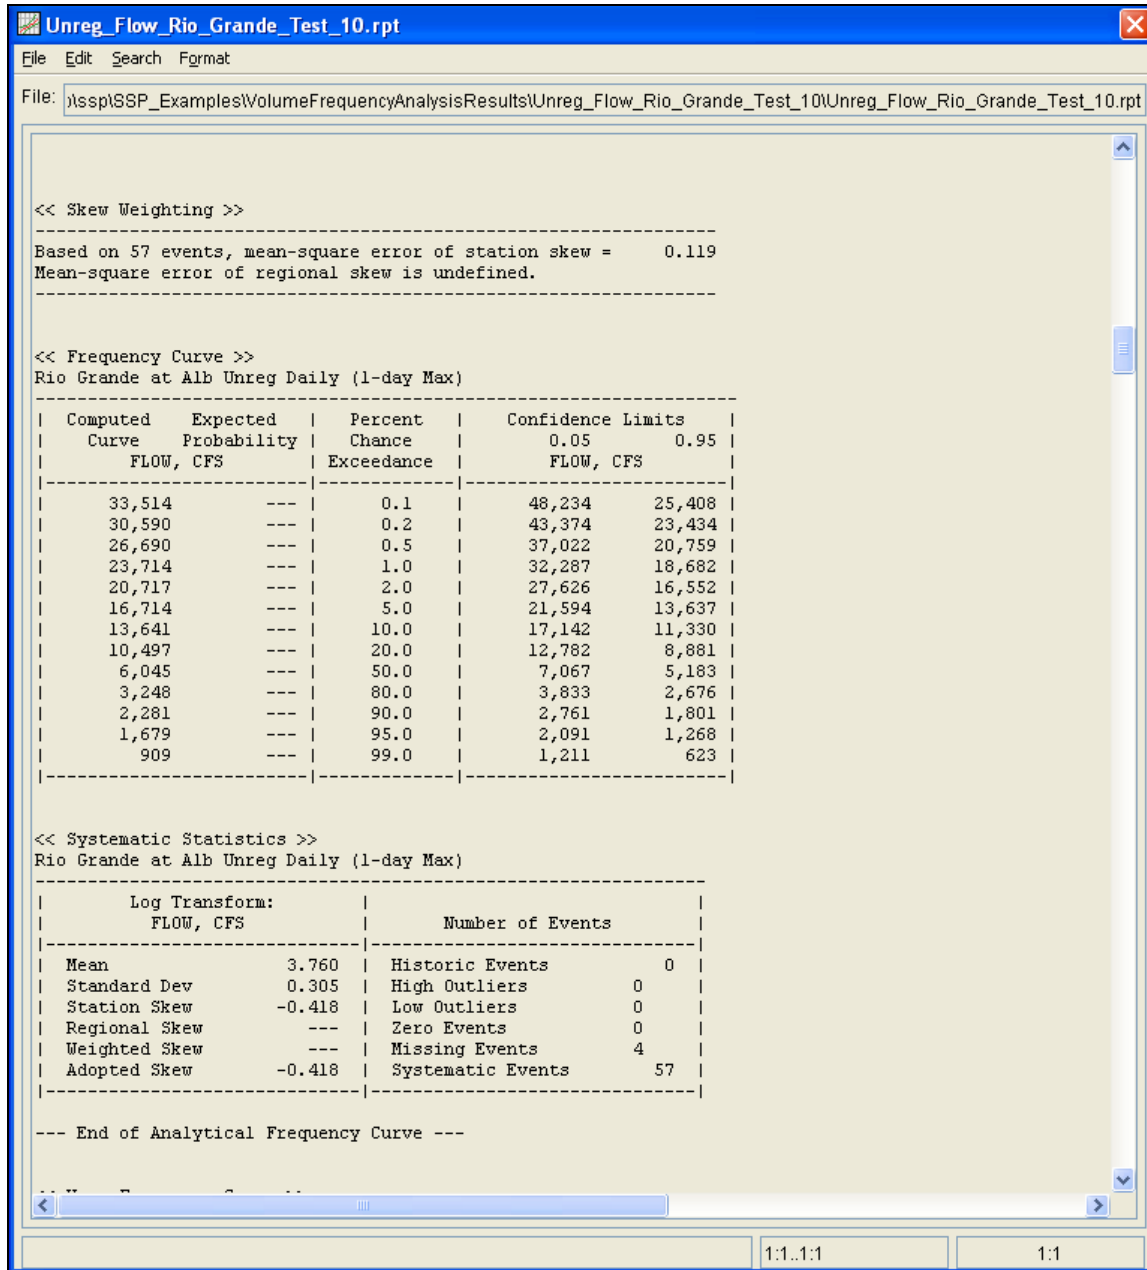 Unreg_Flow_Rio_Grande_Test_10.rpt
File Edit Search Format
File: )\ssp\SSP_Examples\VolumeFrequencyAnalysisResults\Unreg_Flow_Rio_Grande_Test_10\Unreg_Flow_Rio_Grande_Test_10.rpt
<< Skew Weighting >>
-----------------------------------------------------------------
Based on 57 events, mean-square error of station skew = 0.119
Mean-square error of regional skew is undefined.
-----------------------------------------------------------------
<< Frequency Curve >>
Rio Grande at Alb Unreg Daily (1-day Max)
-------------------------------------------------------------------
| Computed Expected | Percent | Confidence Limits |
| Curve Probability | Chance | 0.05 0.95 |
| FLOW, CFS | Exceedance | FLOW, CFS |
|-------------------------|-------------|-------------------------|
| 33,514 --- | 0.1 | 48,234 25,408 |
| 30,590 --- | 0.2 | 43,374 23,434 |
| 26,690 --- | 0.5 | 37,022 20,759 |
| 23,714 --- | 1.0 | 32,287 18,682 |
| 20,717 --- | 2.0 | 27,626 16,552 |
| 16,714 --- | 5.0 | 21,594 13,637 |
| 13,641 --- | 10.0 | 17,142 11,330 |
| 10,497 --- | 20.0 | 12,782 8,881 |
| 6,045 --- | 50.0 | 7,067 5,183 |
| 3,248 --- | 80.0 | 3,833 2,676 |
| 2,281 --- | 90.0 | 2,761 1,801 |
| 1,679 --- | 95.0 | 2,091 1,268 |
| 909 --- | 99.0 | 1,211 623 |
|-------------------------|-------------|-------------------------|
<< Systematic Statistics >>
Rio Grande at Alb Unreg Daily (1-day Max)
----------------------------------------------------------------
| Log Transform: | |
| FLOW, CFS | Number of Events |
|------------------------------|-------------------------------|
| Mean 3.760 | Historic Events 0 |
| Standard Dev 0.305 | High Outliers 0 |
| Station Skew -0.418 | Low Outliers 0 |
| Regional Skew --- | Zero Events 0 |
| Weighted Skew --- | Missing Events 4 |
| Adopted Skew -0.418 | Systematic Events 57 |
|------------------------------|-------------------------------|
--- End of Analytical Frequency Curve ---
1:1..1:1 1:1